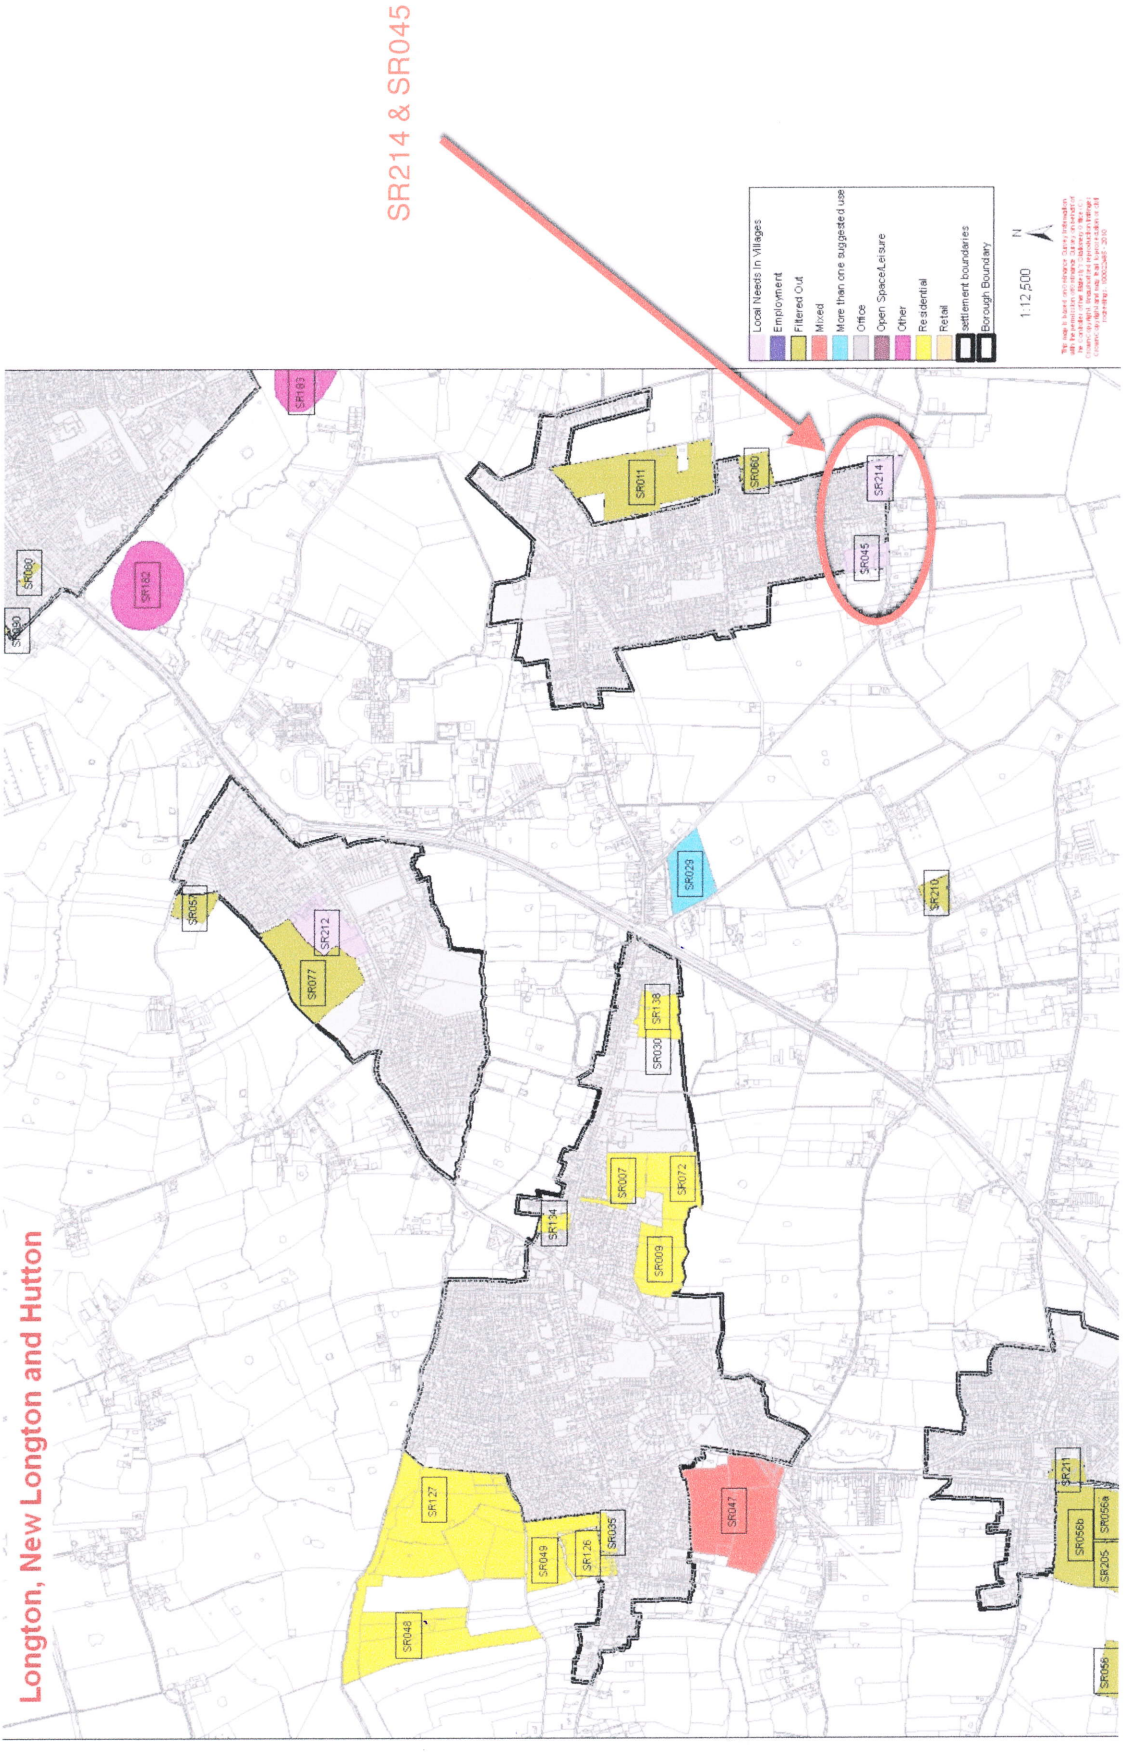 Longton, New Longton and Hutton
SR214 & SR045
SR090
SR080
SR182
SR183
SR057
SR212
SR077
SR011
SR060
SR045
SR214
SR029
SR210
SR138
SR030
SR007
SR072
SR134
SR009
SR127
SR049
SR126
SR035
SR048
SR047
SR211
SR056b
SR056a
SR205
SR056
Local Needs In Villages
Employment
Filtered Out
Mixed
More than one suggested use
Office
Open Space/Leisure
Other
Residential
Retail
settlement boundaries
Borough Boundary
1:12,500
N